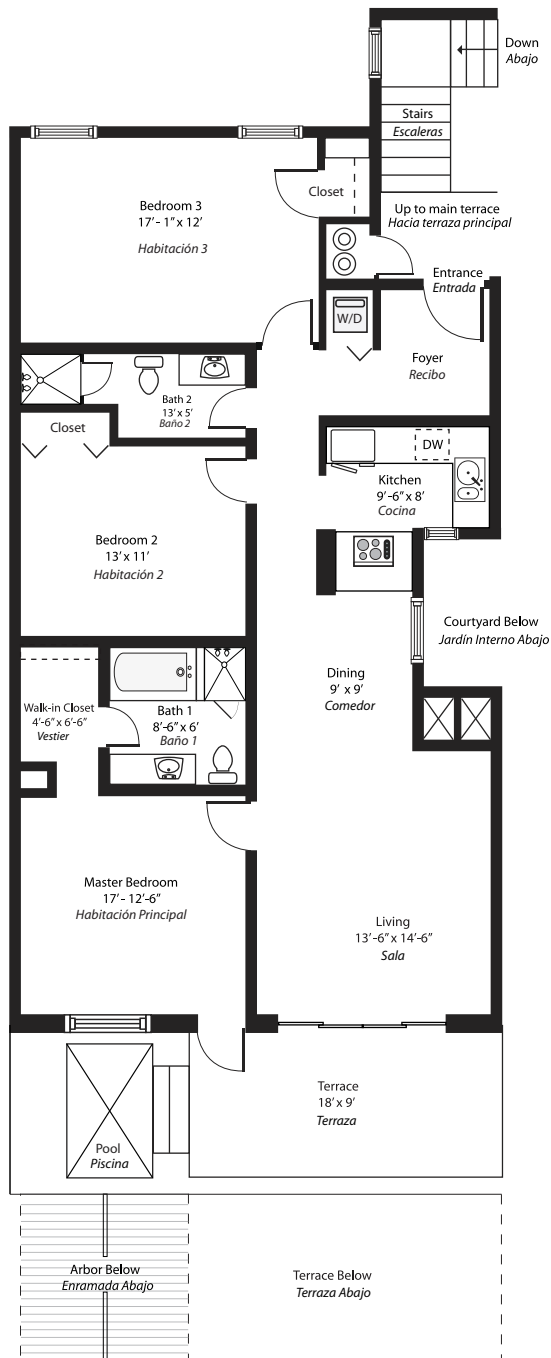 Down
Abajo
Stairs
Escaleras
Up to main terrace
Hacia terraza principal
Closet
Bedroom 3
17’- 1” x 12’
Habitación 3
Entrance
Entrada
W/D
Foyer
Recibo
Bath 2
13’ x 5’
Baño 2
Closet
DW
Kitchen
9’-6” x 8’
Cocina
Bedroom 2
13’ x 11’
Habitación 2
Courtyard Below
Jardín Interno Abajo
Dining
9’ x 9’
Comedor
Walk-in Closet
4’-6” x 6’-6”
Vestier
Bath 1
8’-6” x 6’
Baño 1
Master Bedroom
17’ - 12’-6”
Habitación Principal
Living
13’-6” x 14’-6”
Sala
Terrace
18’ x 9’
Terraza
Pool
Piscina
Arbor Below
Enramada Abajo
Terrace Below
Terraza Abajo